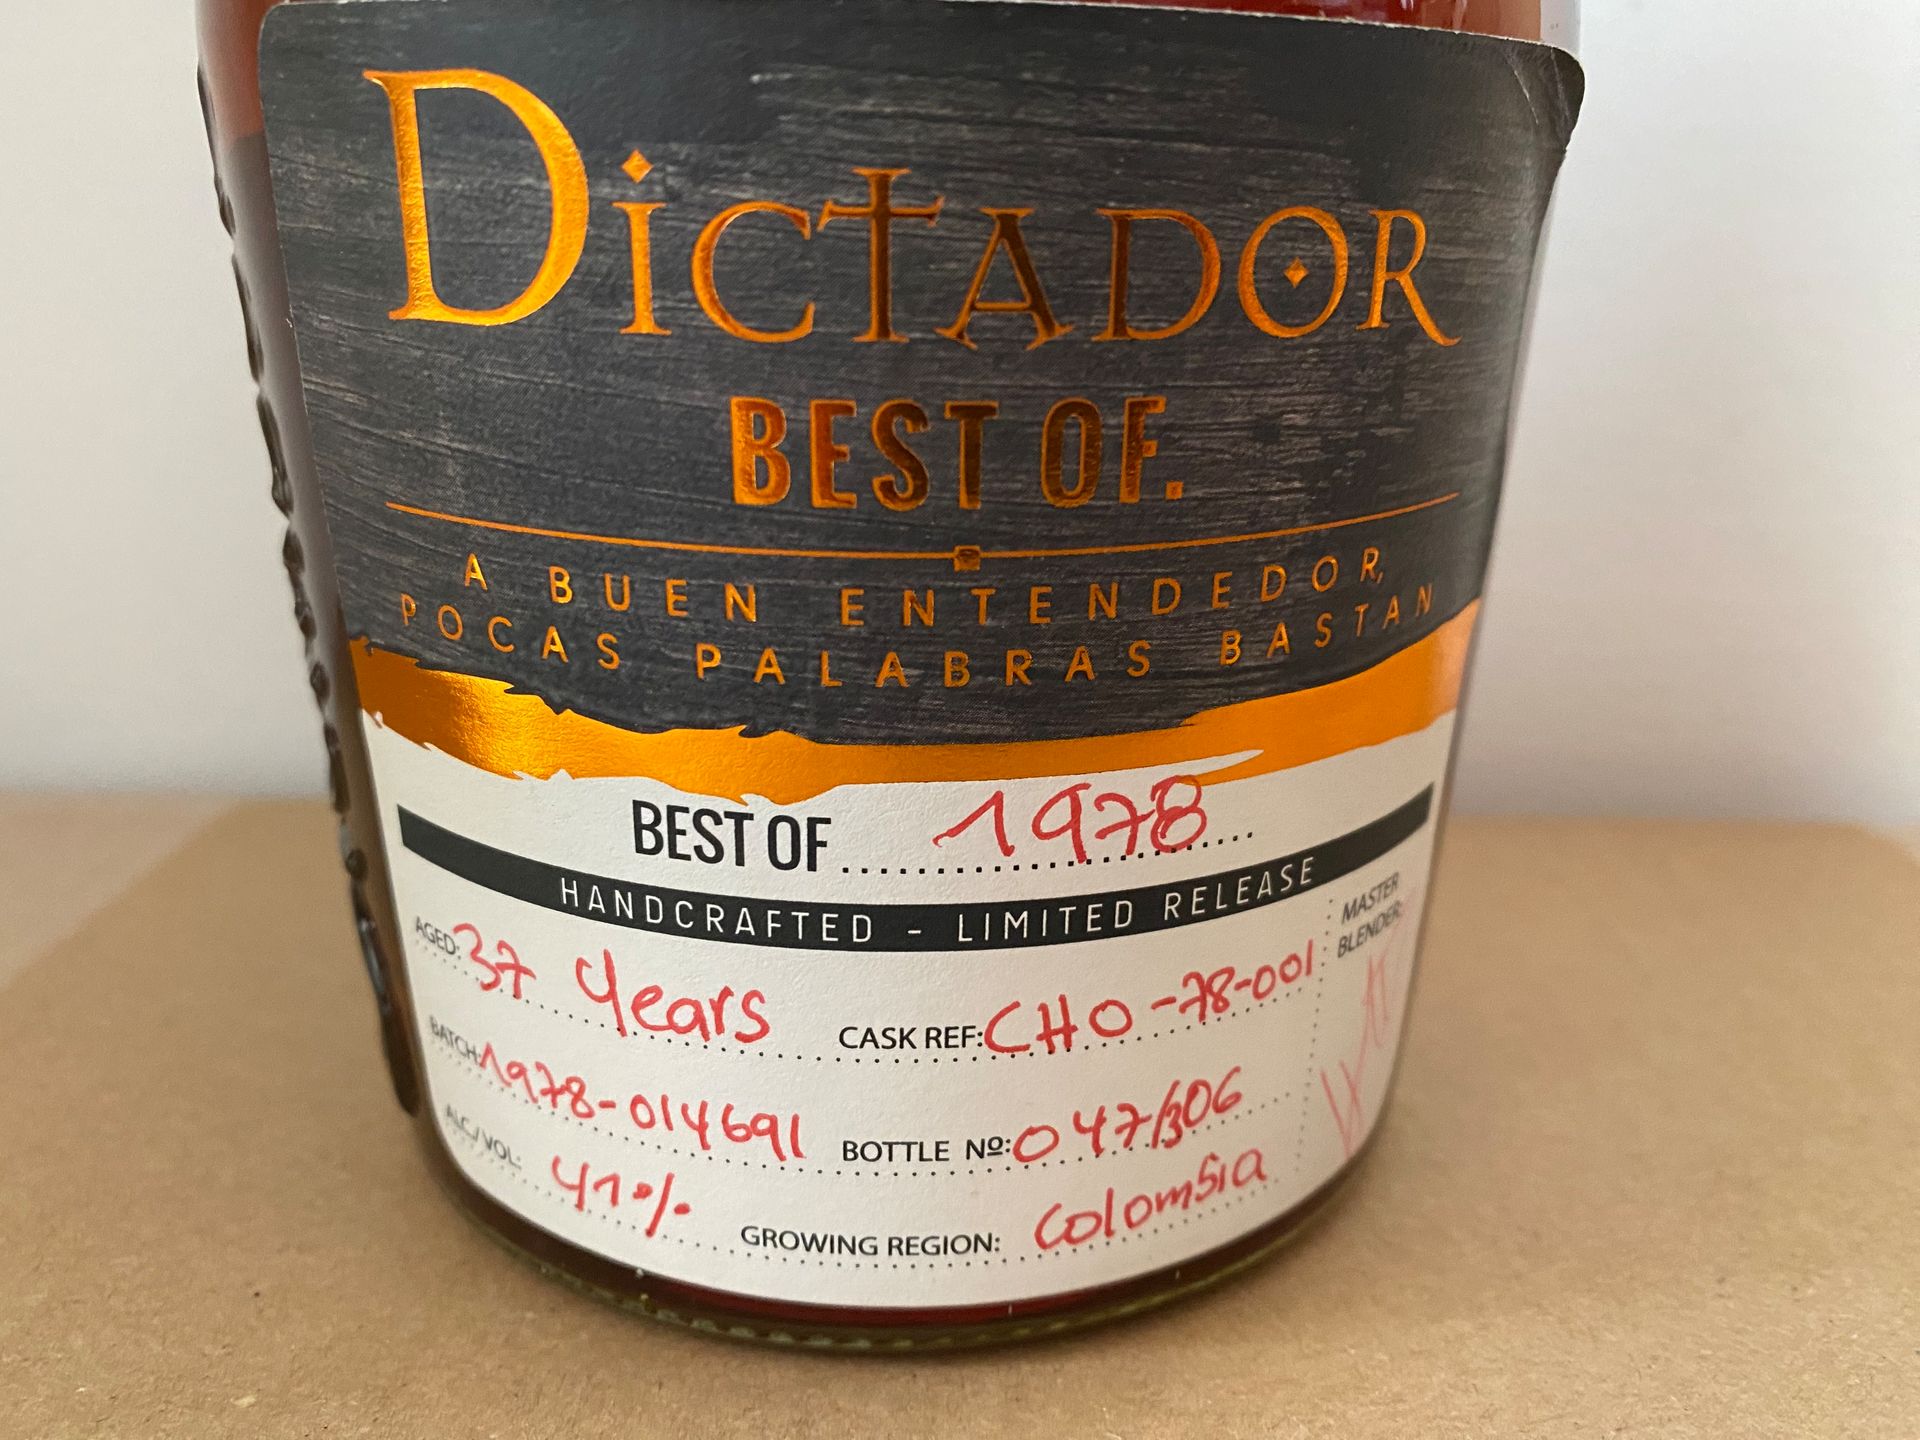 DICTADOR
BEST OF.
A BUEN ENTENDEDOR,
POCAS PALABRAS BASTAN
BEST OF 1978
HANDCRAFTED - LIMITED RELEASE
AGED: 37 Years
CASK REF: CHO-78-001
MASTER
BLENDER:
BATCH: 1978-014691
BOTTLE Nº: 047/306
ALC/VOL: 41%
GROWING REGION: Colombia